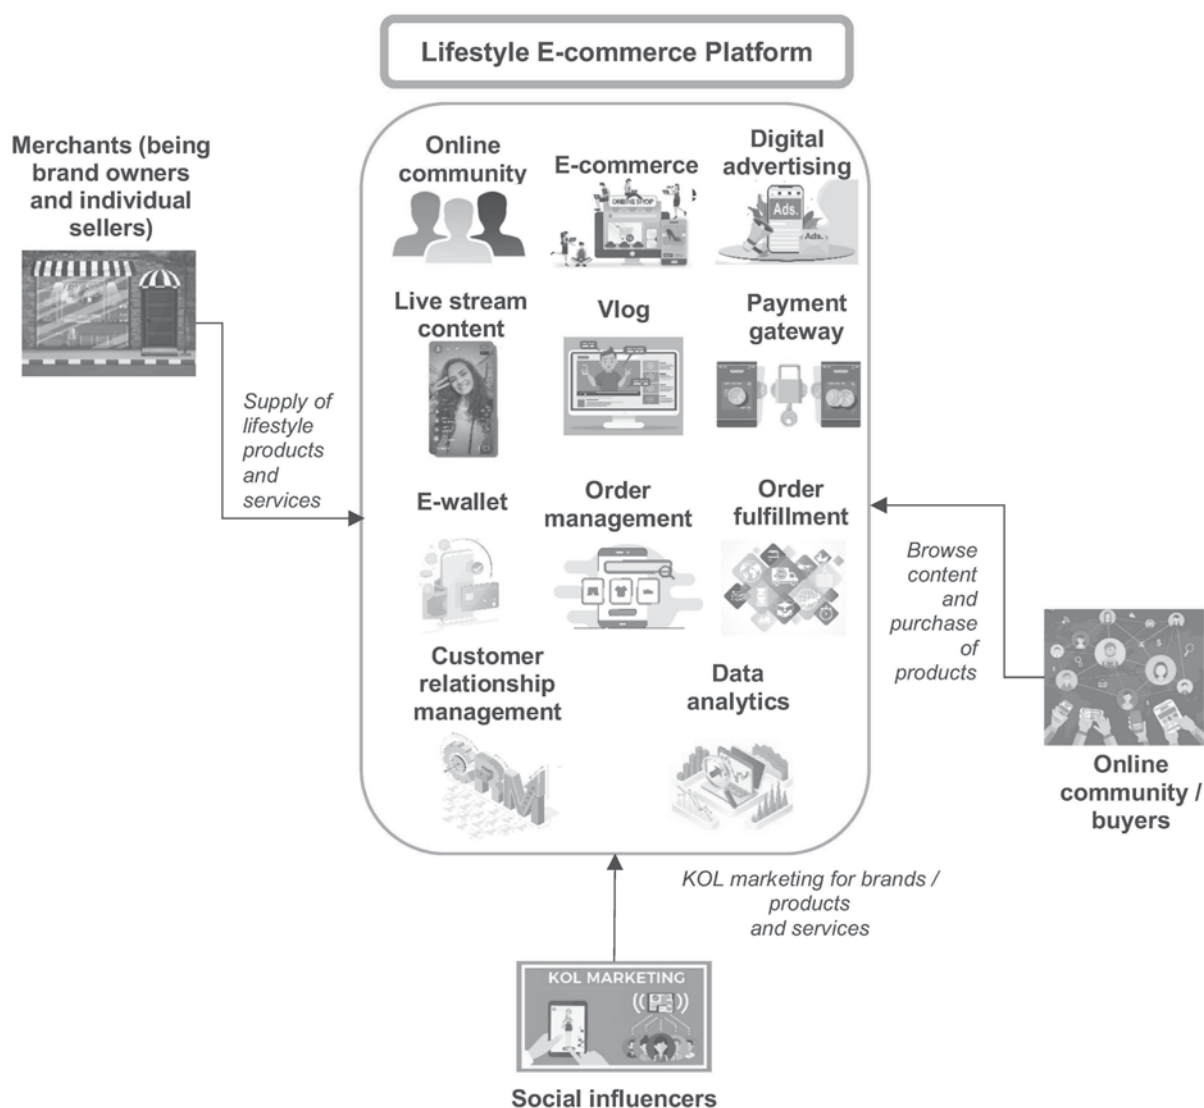 Lifestyle E-commerce Platform
Merchants (being
brand owners
and individual
sellers)
Online
community
E-commerce
ONLINE SHOP
Digital
advertising
Ads.
Ads.
Live stream
content
Vlog
Payment
gateway
Supply of
lifestyle
products
and
services
E-wallet
Order
management
Order
fulfillment
Browse
content
and
purchase
of
products
Customer
relationship
management
CRM
Data
analytics
Online
community /
buyers
KOL marketing for brands /
products
and services
KOL MARKETING
Social influencers